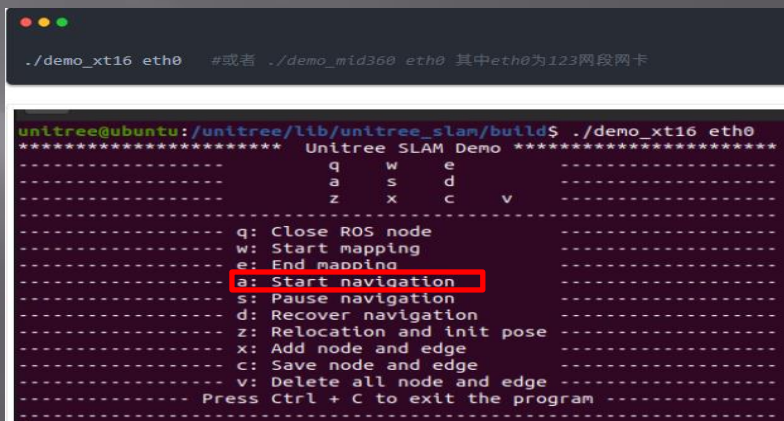 ./demo_xt16 eth0 #或者 ./demo_mid360 eth0 其中eth0为123网段网卡
unitree@ubuntu:/unitree/lib/unitree_slam/build$ ./demo_xt16 eth0
*********************** Unitree SLAM Demo ***********************
------------------ q w e -------------------
------------------ a s d -------------------
------------------ z x c v -------------------
-----------------------------------------------------------------
------------------ q: Close ROS node -------------------
------------------ w: Start mapping -------------------
------------------ e: End mapping -------------------
------------------ a: Start navigation -------------------
------------------ s: Pause navigation -------------------
------------------ d: Recover navigation -------------------
------------------ z: Relocation and init pose -------------------
------------------ x: Add node and edge -------------------
------------------ c: Save node and edge -------------------
------------------ v: Delete all node and edge -------------------
--------------- Press Ctrl + C to exit the program ---------------
-----------------------------------------------------------------